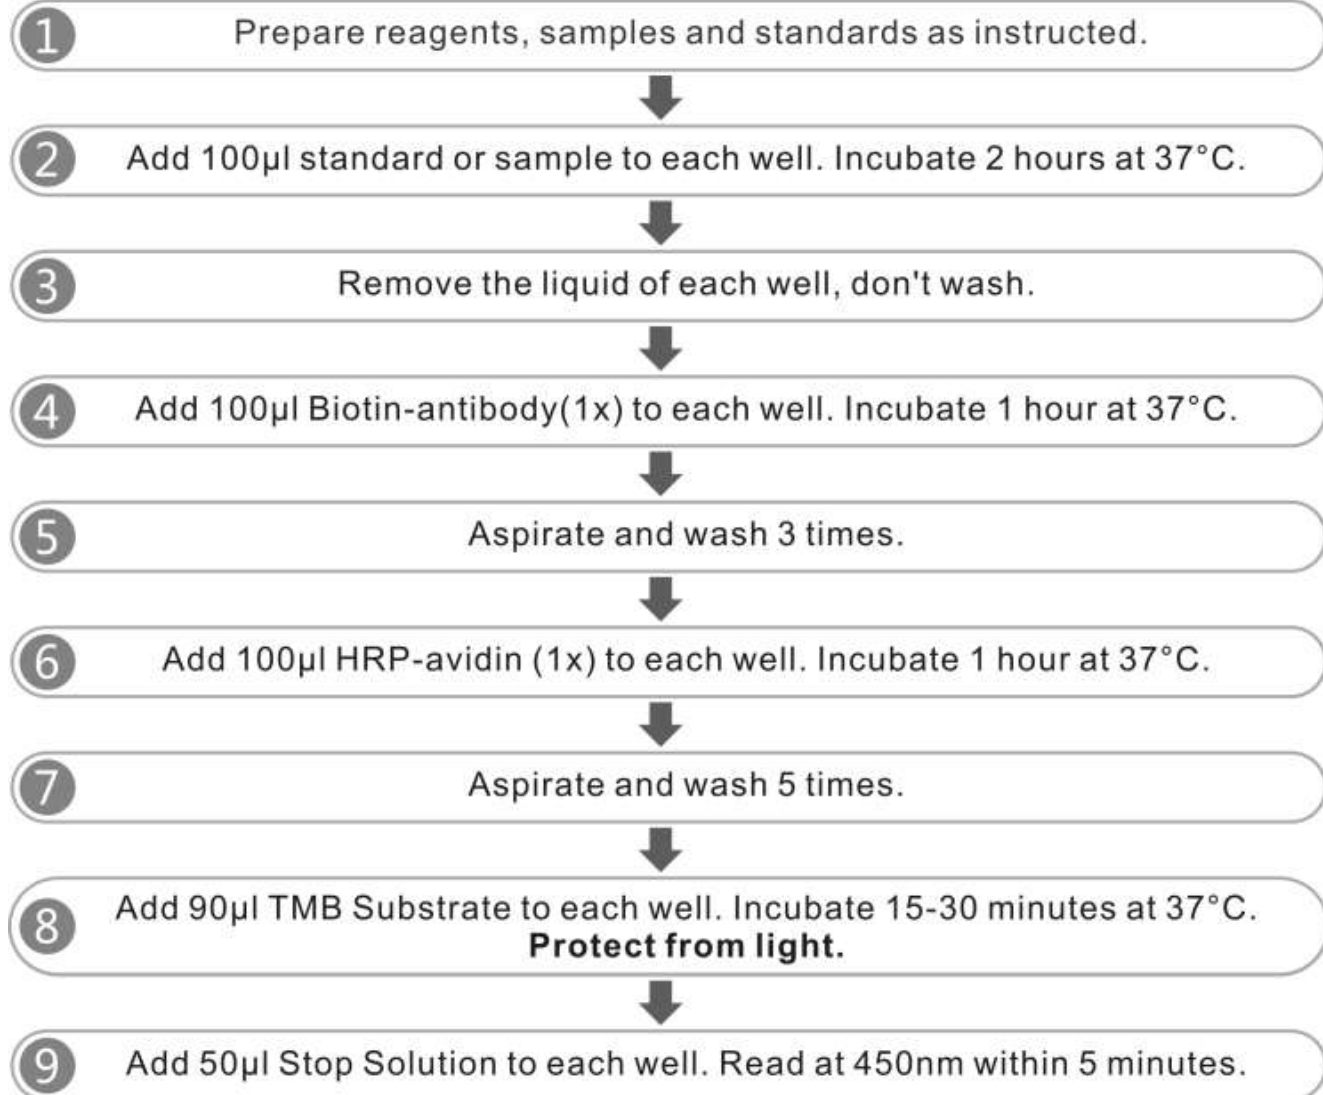 1 Prepare reagents, samples and standards as instructed.
2 Add 100µl standard or sample to each well. Incubate 2 hours at 37°C.
3 Remove the liquid of each well, don't wash.
4 Add 100µl Biotin-antibody(1x) to each well. Incubate 1 hour at 37°C.
5 Aspirate and wash 3 times.
6 Add 100µl HRP-avidin (1x) to each well. Incubate 1 hour at 37°C.
7 Aspirate and wash 5 times.
8 Add 90µl TMB Substrate to each well. Incubate 15-30 minutes at 37°C.
Protect from light.
9 Add 50µl Stop Solution to each well. Read at 450nm within 5 minutes.